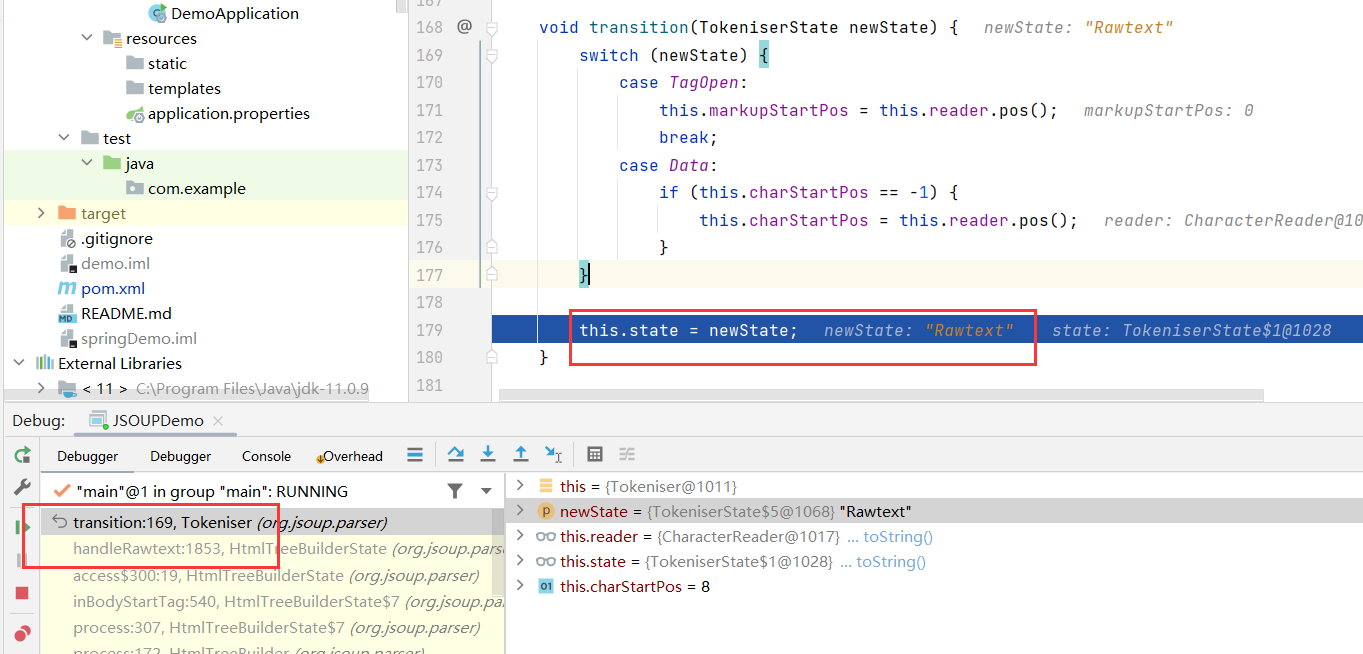 DemoApplication
resources
static
templates
application.properties
test
java
com.example
target
.gitignore
demo.iml
pom.xml
README.md
springDemo.iml
External Libraries
< 11 > C:\Program Files\Java\jdk-11.0.9
167
168 @ void transition(TokeniserState newState) { newState: "Rawtext"
169 switch (newState) {
170 case TagOpen:
171 this.markupStartPos = this.reader.pos(); markupStartPos: 0
172 break;
173 case Data:
174 if (this.charStartPos == -1) {
175 this.charStartPos = this.reader.pos(); reader: CharacterReader@10
176 }
177 }
178
179 this.state = newState; newState: "Rawtext" state: TokeniserState$1@1028
180 }
181
Debug: JSOUPDemo
Debugger Debugger Console Overhead
"main"@1 in group "main": RUNNING
transition:169, Tokeniser (org.jsoup.parser)
handleRawtext:1853, HtmlTreeBuilderState (org.jsoup.parse
access$300:19, HtmlTreeBuilderState (org.jsoup.parser)
inBodyStartTag:540, HtmlTreeBuilderState$7 (org.jsoup.pars
process:307, HtmlTreeBuilderState$7 (org.jsoup.parser)
process:172, HtmlTreeBuilder (org.jsoup.parser)
this = {Tokeniser@1011}
p newState = {TokeniserState$5@1068} "Rawtext"
this.reader = {CharacterReader@1017} ... toString()
this.state = {TokeniserState$1@1028} ... toString()
01 this.charStartPos = 8